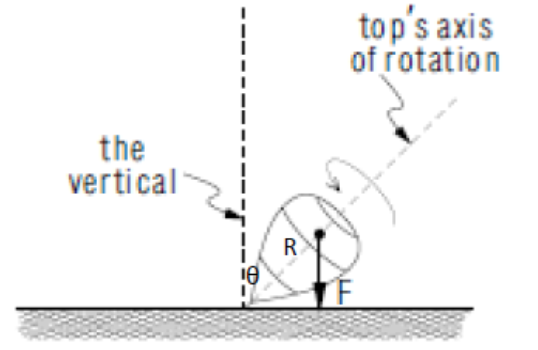 top's axis
of rotation
the
vertical
R
θ
F